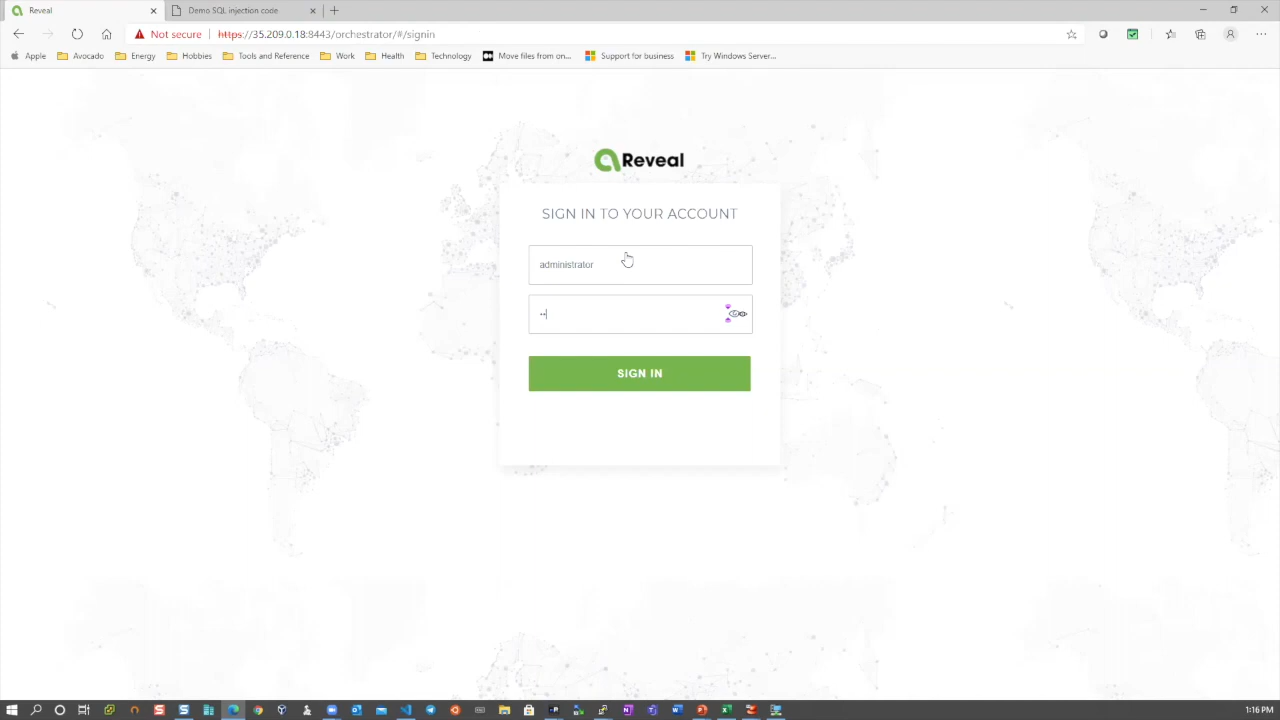 Reveal
Demo SQL injection code
Not secure https://35.209.0.18:8443/orchestrator/#/signin
Apple Avocado Energy Hobbies Tools and Reference Work Health Technology Move files from on... Support for business Try Windows Server...
Reveal
SIGN IN TO YOUR ACCOUNT
administrator
SIGN IN
1:16 PM